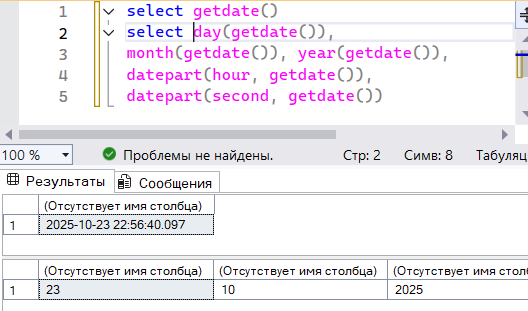 1 select getdate()
2 select day(getdate()),
3 month(getdate()), year(getdate()),
4 datepart(hour, getdate()),
5 datepart(second, getdate())
100 % Проблемы не найдены. Стр: 2 Симв: 8 Табуляц
Результаты Сообщения
(Отсутствует имя столбца)
1 2025-10-23 22:56:40.097
(Отсутствует имя столбца) (Отсутствует имя столбца) (Отсутствует имя стол
1 23 10 2025